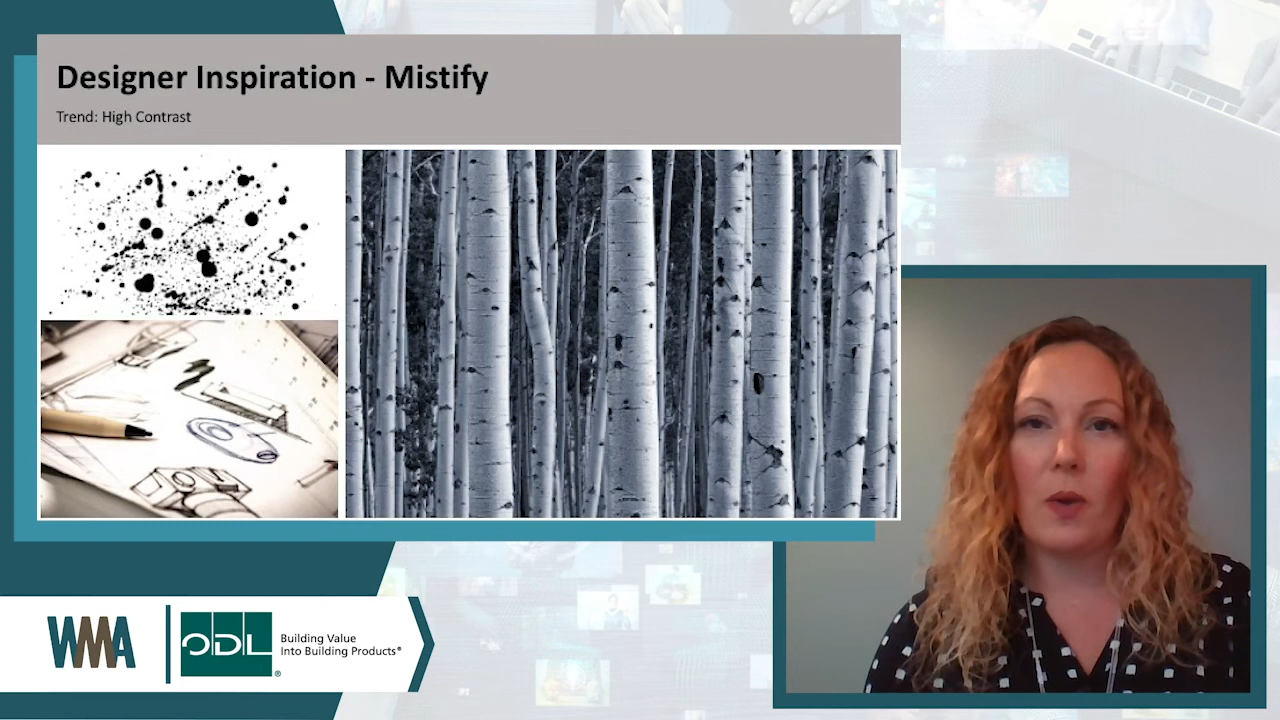 Designer Inspiration - Mistify
Trend: High Contrast
WMA
ODL
Building Value
Into Building Products®
®